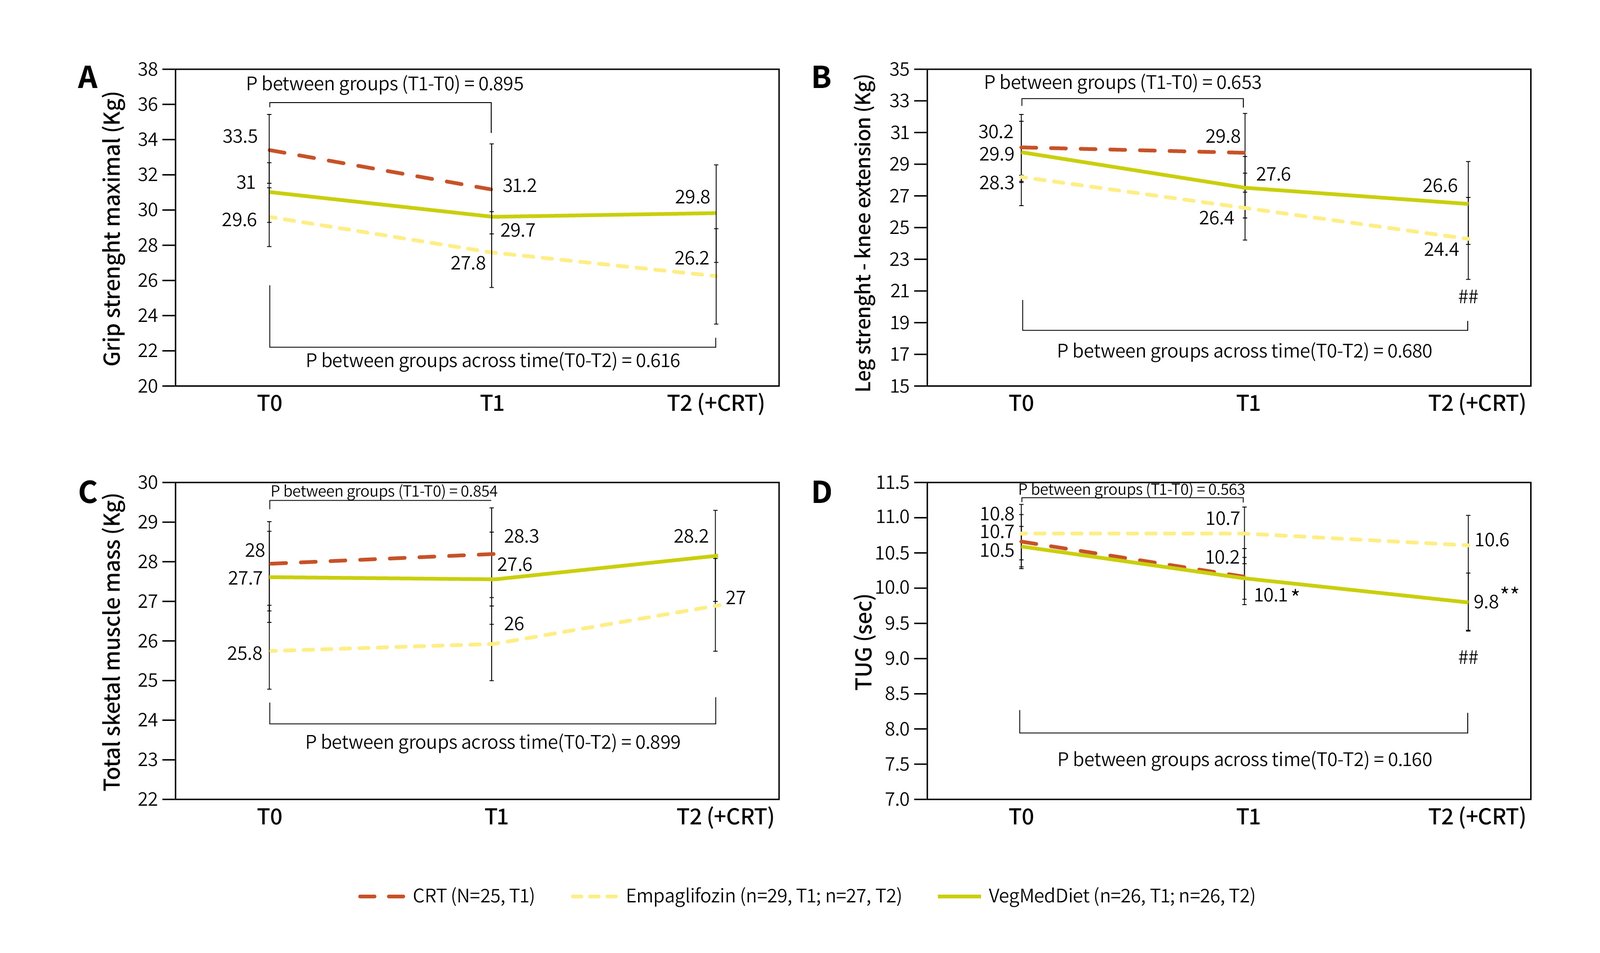 A
Grip strenght maximal (Kg)
38
36
34
32
30
28
26
24
22
20
P between groups (T1-T0) = 0.895
33.5
31
29.6
31.2
29.7
27.8
29.8
26.2
P between groups across time(T0-T2) = 0.616
T0
T1
T2 (+CRT)
B
Leg strenght - knee extension (Kg)
35
33
31
29
27
25
23
21
19
17
15
P between groups (T1-T0) = 0.653
30.2
29.9
28.3
29.8
27.6
26.4
26.6
24.4
##
P between groups across time(T0-T2) = 0.680
T0
T1
T2 (+CRT)
C
Total sketal muscle mass (Kg)
30
29
28
27
26
25
24
23
22
P between groups (T1-T0) = 0.854
28
27.7
25.8
28.3
27.6
26
28.2
27
P between groups across time(T0-T2) = 0.899
T0
T1
T2 (+CRT)
D
TUG (sec)
11.5
11.0
10.5
10.0
9.5
9.0
8.5
8.0
7.5
7.0
P between groups (T1-T0) = 0.563
10.8
10.7
10.5
10.7
10.2
10.1 *
10.6
9.8 **
##
P between groups across time(T0-T2) = 0.160
T0
T1
T2 (+CRT)
CRT (N=25, T1)
Empaglifozin (n=29, T1; n=27, T2)
VegMedDiet (n=26, T1; n=26, T2)